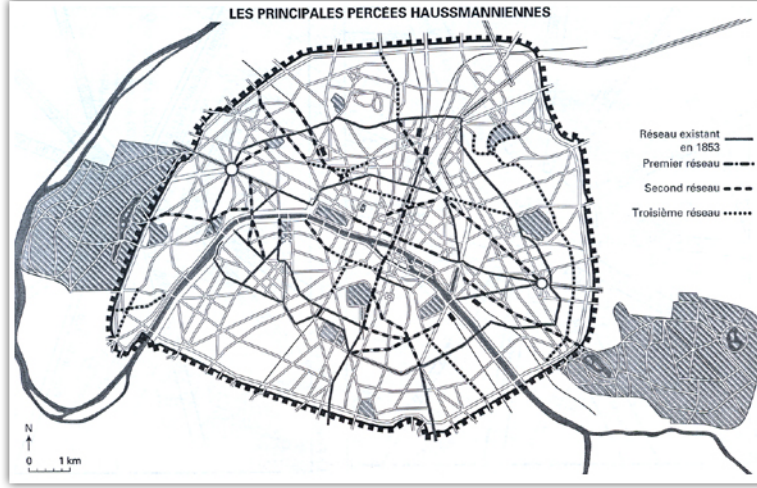 LES PRINCIPALES PERCÉES HAUSSMANNIENNES
Réseau existant
en 1853
Premier réseau
Second réseau
Troisième réseau
N
0 1 km